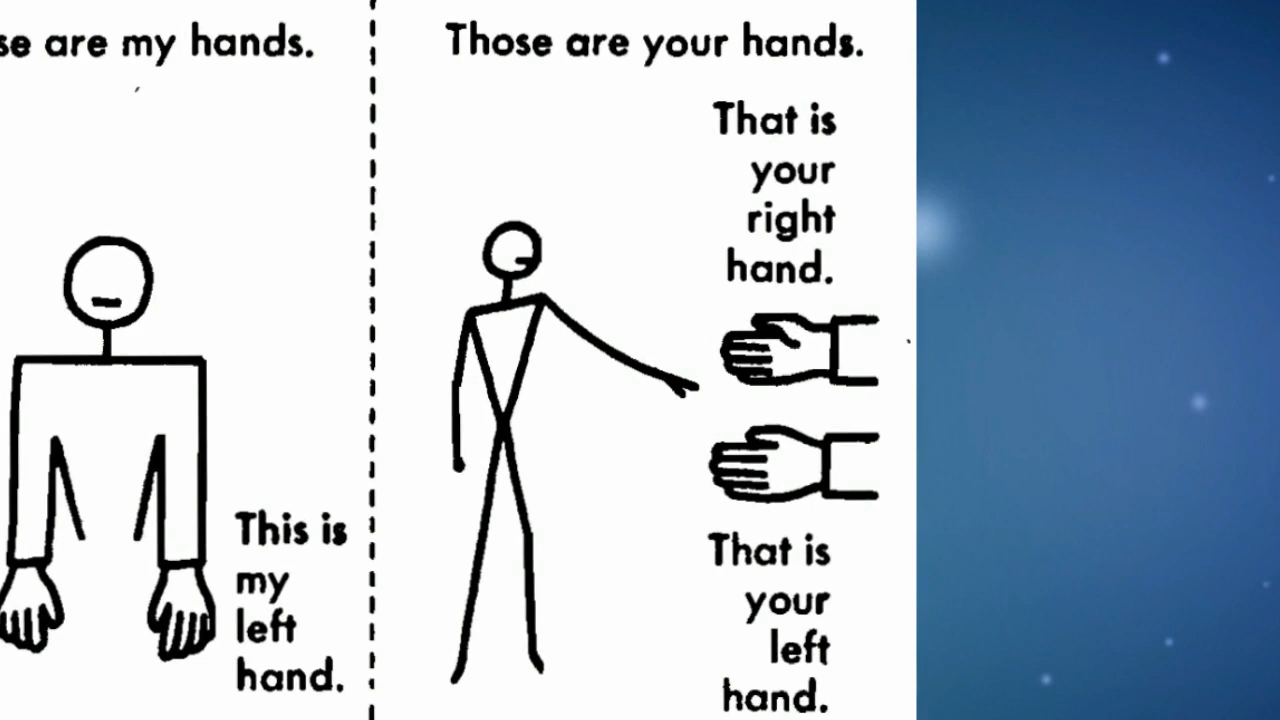 se are my hands.
This is
my
left
hand.
Those are your hands.
That is
your
right
hand.
That is
your
left
hand.